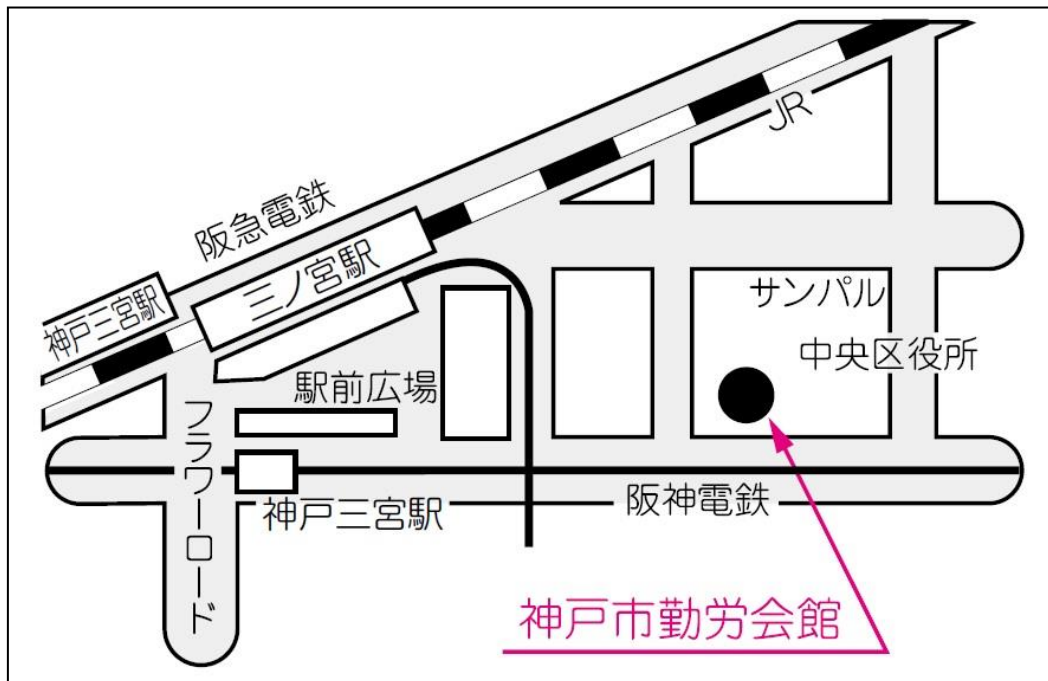 JR
阪急電鉄
三ノ宮駅
神戸三宮駅
サンパル
中央区役所
駅前広場
フラワーロード
阪神電鉄
神戸三宮駅
神戸市勤労会館